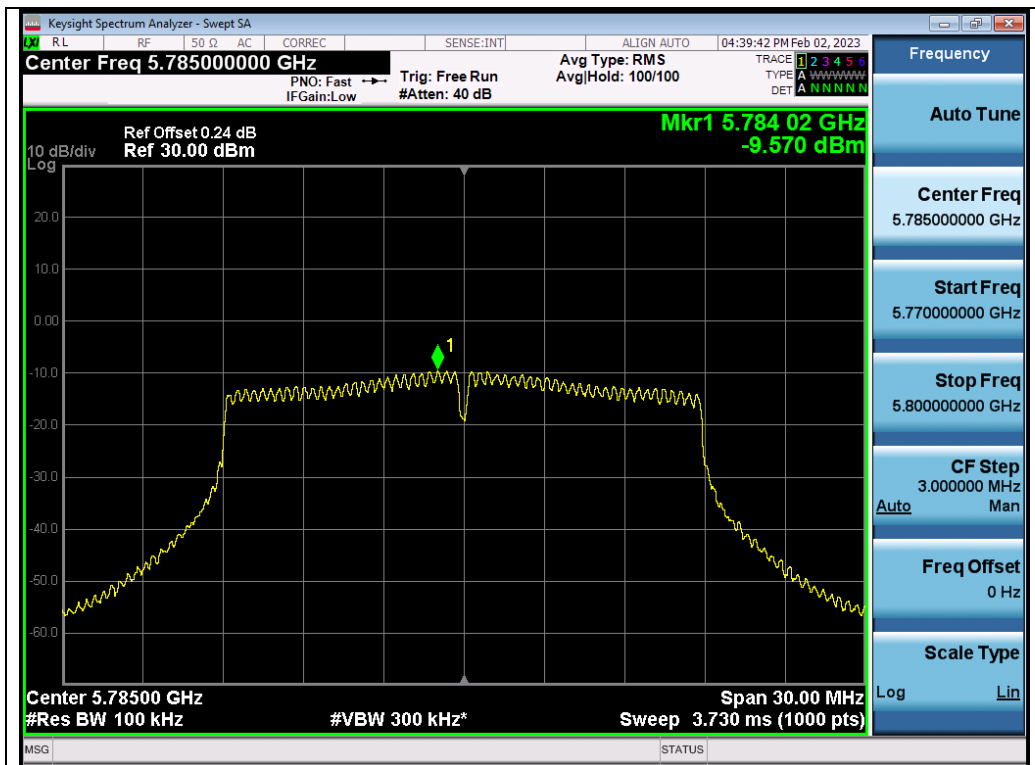 Keysight Spectrum Analyzer - Swept SA
LXI RL RF 50 Ω AC CORREC SENSE:INT ALIGN AUTO 04:39:42 PM Feb 02, 2023
Center Freq 5.785000000 GHz
PNO: Fast
IFGain:Low
Trig: Free Run
#Atten: 40 dB
Avg Type: RMS
Avg|Hold: 100/100
TRACE 1 2 3 4 5 6
TYPE A WWWWW
DET A N N N N N
Ref Offset 0.24 dB
10 dB/div Ref 30.00 dBm
Log
Mkr1 5.784 02 GHz
-9.570 dBm
20.0
10.0
0.00
1
-10.0
-20.0
-30.0
-40.0
-50.0
-60.0
Center 5.78500 GHz Span 30.00 MHz
#Res BW 100 kHz #VBW 300 kHz* Sweep 3.730 ms (1000 pts)
MSG STATUS
Frequency
Auto Tune
Center Freq
5.785000000 GHz
Start Freq
5.770000000 GHz
Stop Freq
5.800000000 GHz
CF Step
3.000000 MHz
Auto Man
Freq Offset
0 Hz
Scale Type
Log Lin